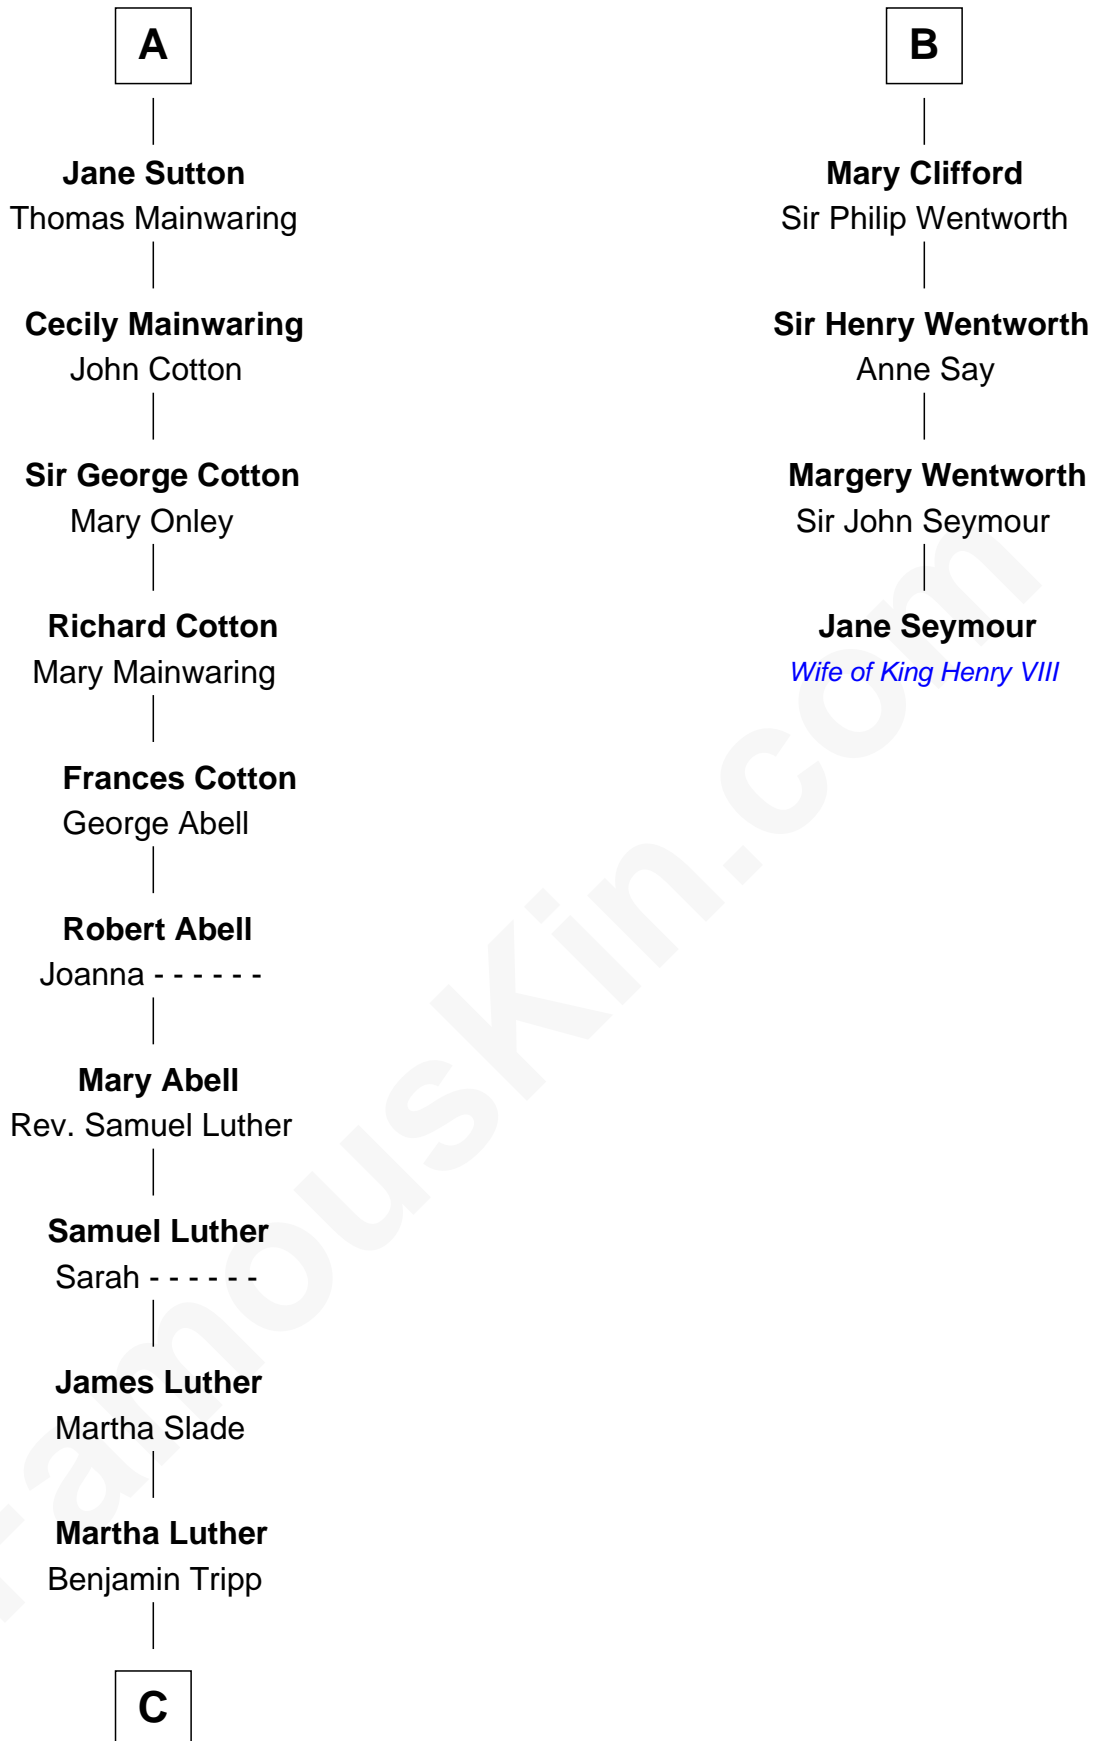 A
Jane Sutton
Thomas Mainwaring
Cecily Mainwaring
John Cotton
Sir George Cotton
Mary Onley
Richard Cotton
Mary Mainwaring
Frances Cotton
George Abell
Robert Abell
Joanna - - - - - -
Mary Abell
Rev. Samuel Luther
Samuel Luther
Sarah - - - - - -
James Luther
Martha Slade
Martha Luther
Benjamin Tripp
C
B
Mary Clifford
Sir Philip Wentworth
Sir Henry Wentworth
Anne Say
Margery Wentworth
Sir John Seymour
Jane Seymour
Wife of King Henry VIII
FamousKin.com